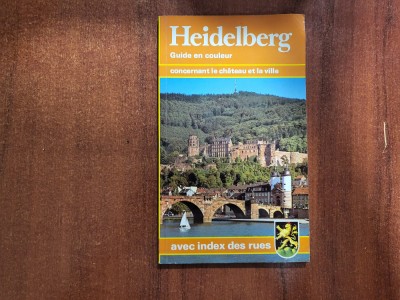 Heidelberg
Guide en couleur
concernant le château et la ville
avec index des rues